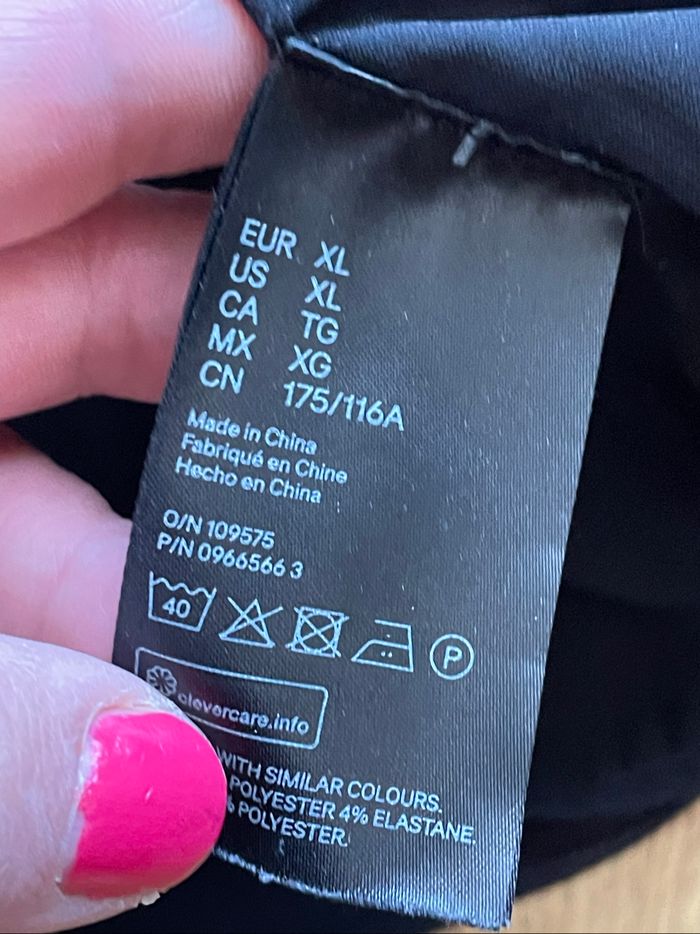 EUR XL
US XL
CA TG
MX XG
CN 175/116A
Made in China
Fabriqué en Chine
Hecho en China
O/N 109575
P/N 0966566 3
40
P
clevercare.info
WITH SIMILAR COLOURS.
POLYESTER 4% ELASTANE.
% POLYESTER.